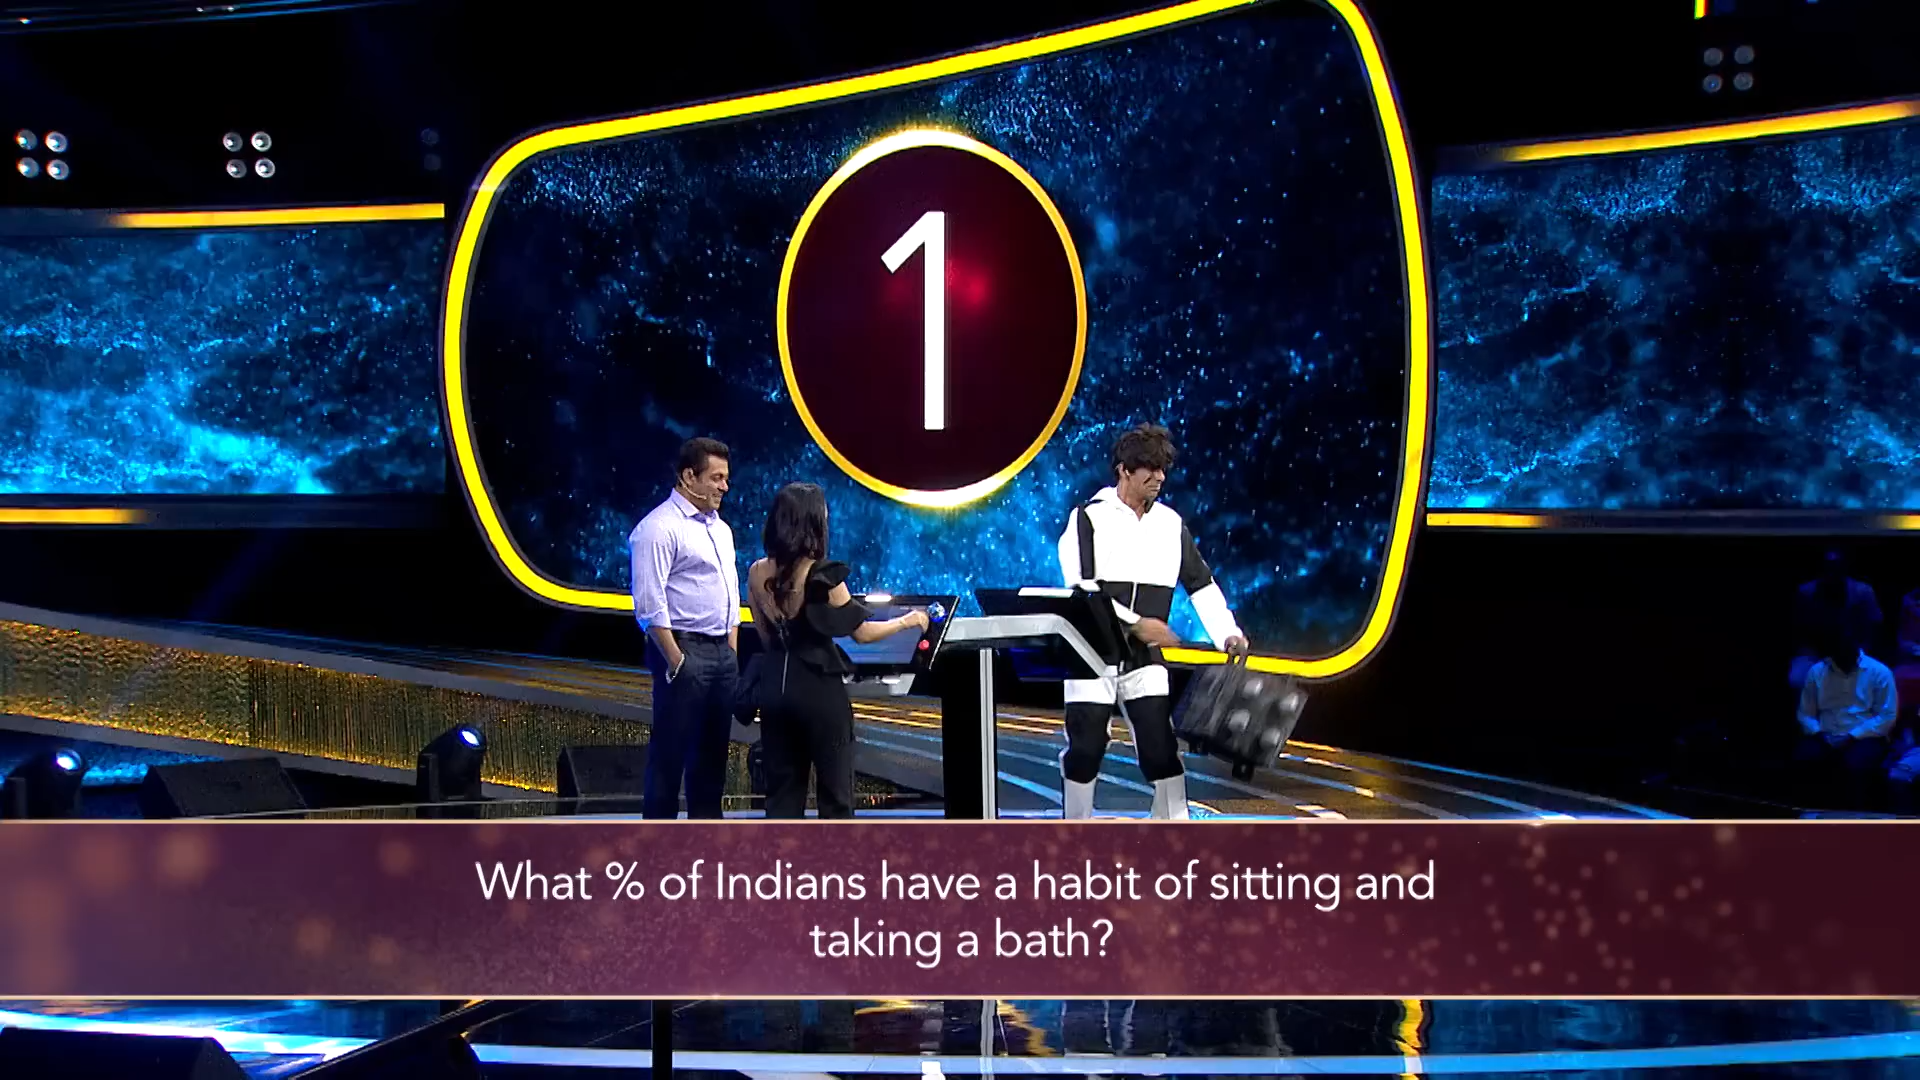 1
What % of Indians have a habit of sitting and
taking a bath?